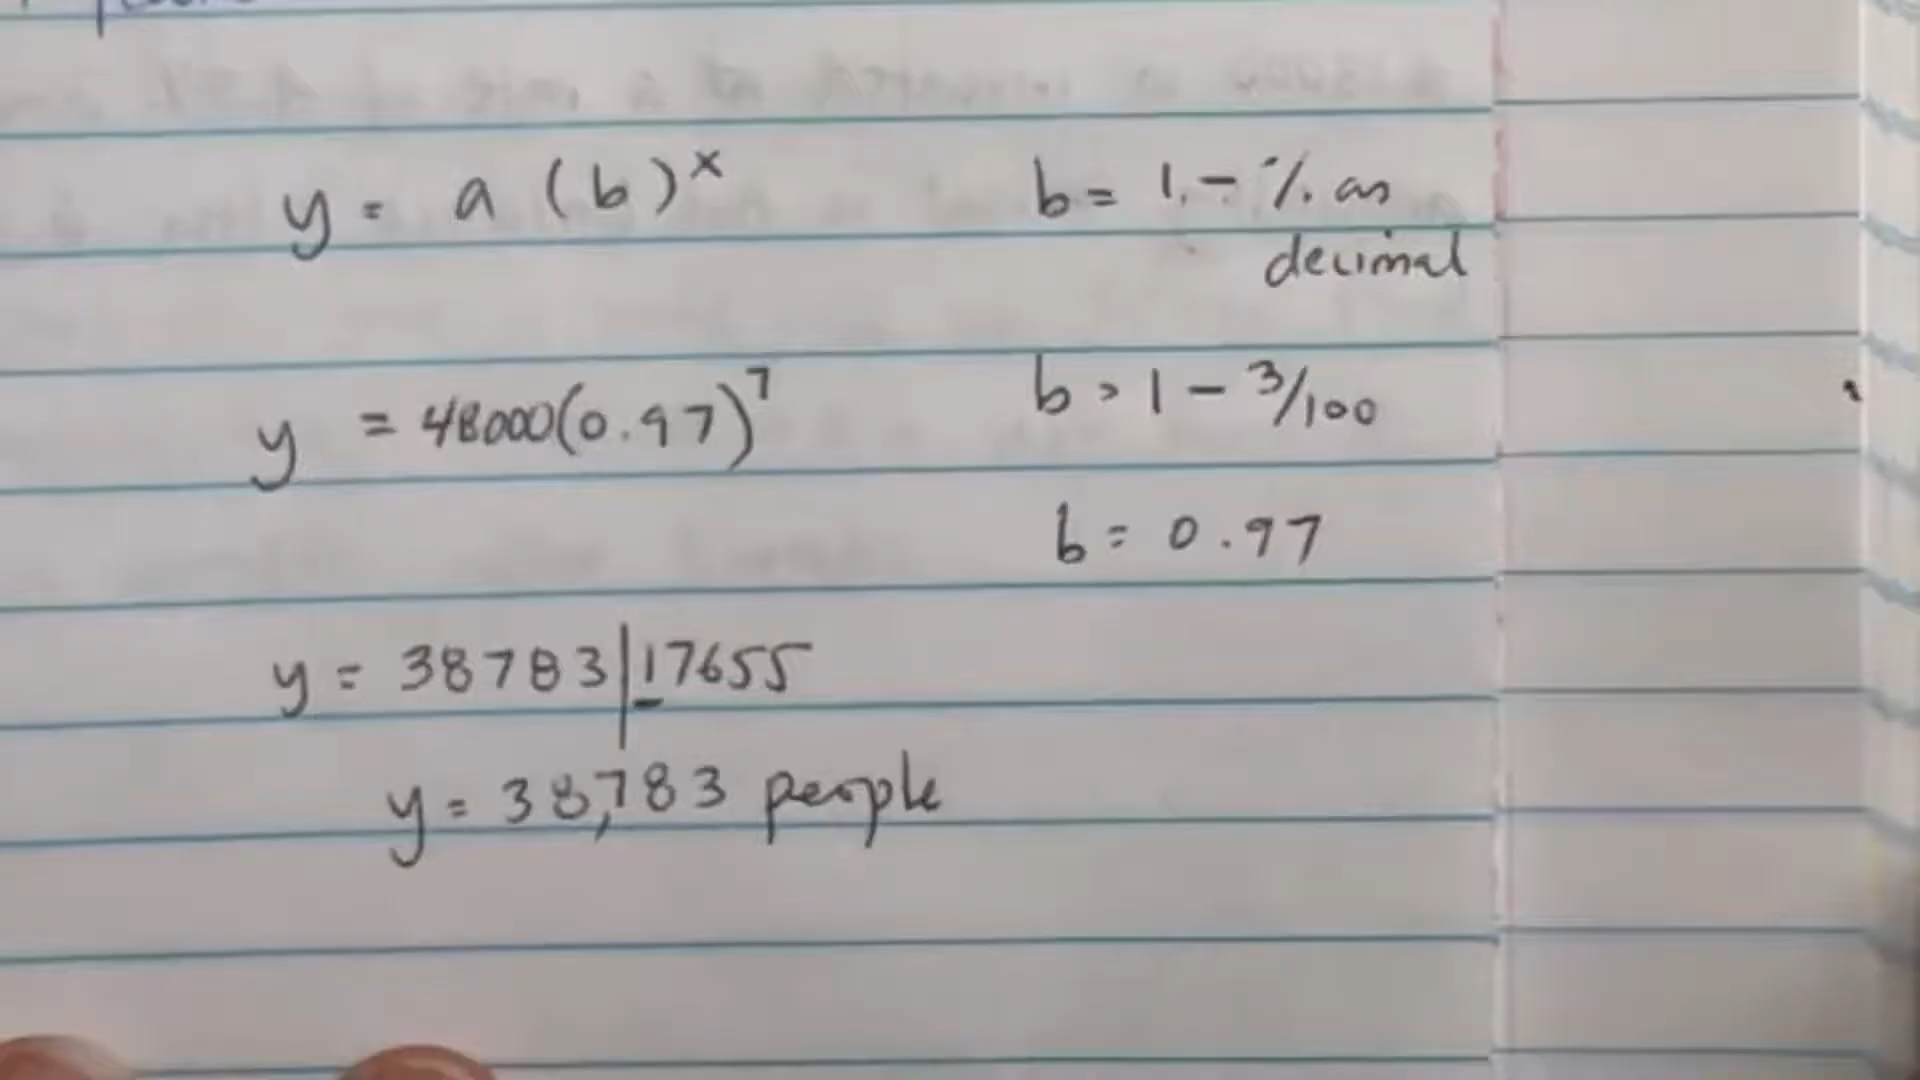 y = a (b)^x
b = 1 - % as
decimal
y = 48000(0.97)^7
b = 1 - 3/100
b = 0.97
y = 38783|17655
y = 38,783 people